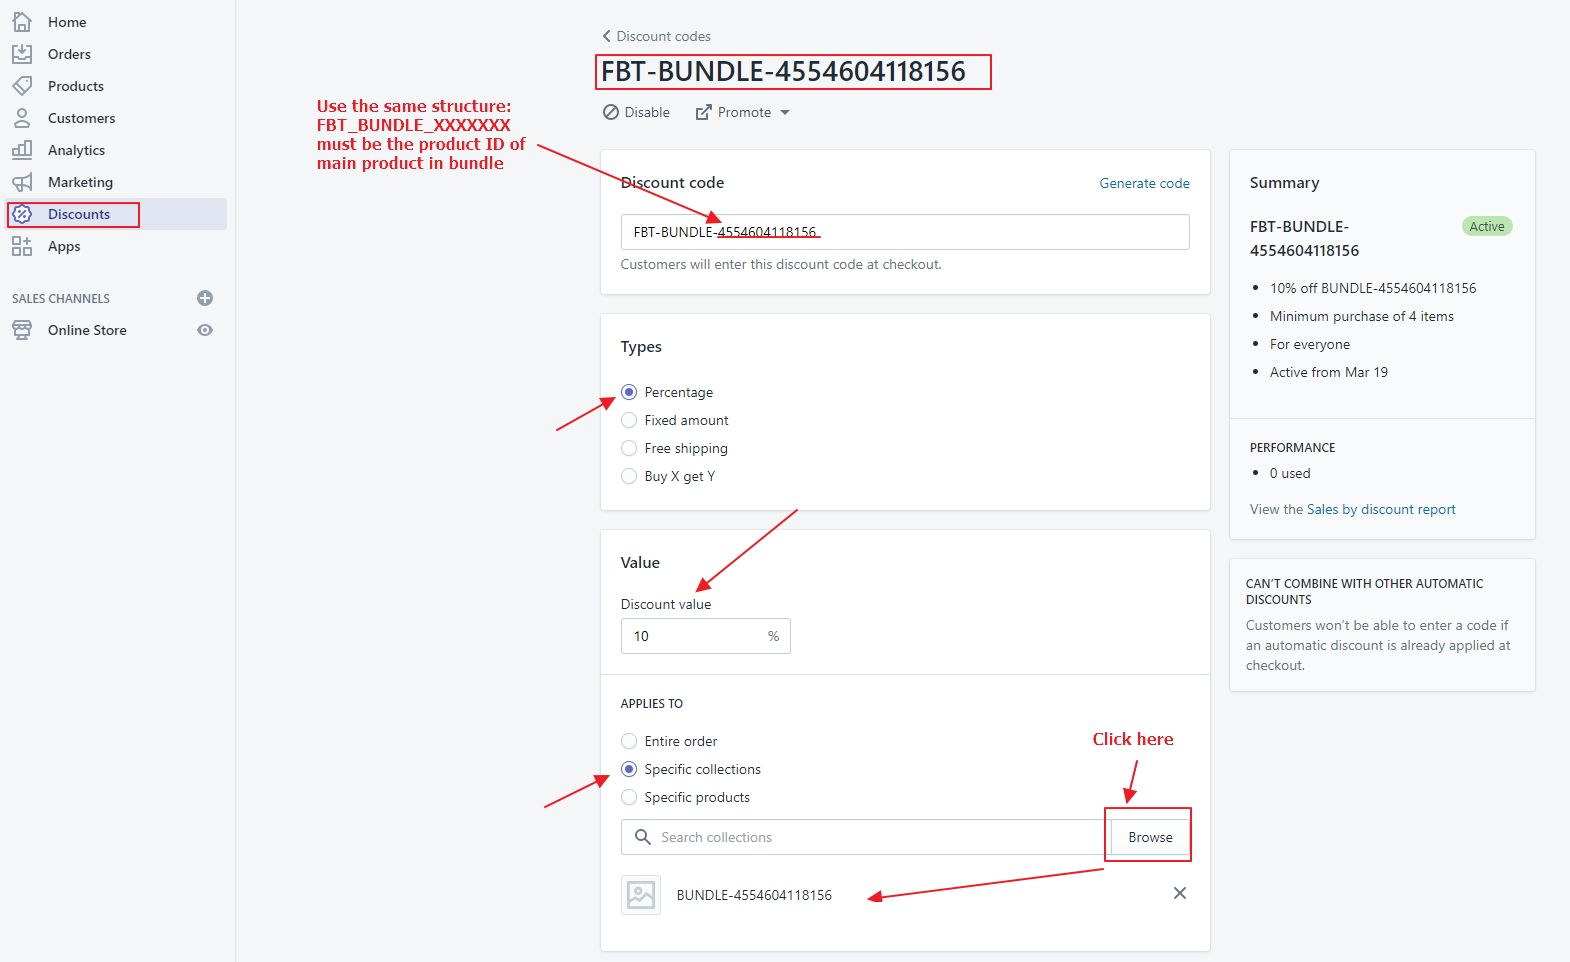 Home
Orders
Products
Customers
Analytics
Marketing
Discounts
Apps
SALES CHANNELS
Online Store
Discount codes
FBT-BUNDLE-4554604118156
Disable
Promote
Use the same structure:
FBT_BUNDLE_XXXXXXX
must be the product ID of
main product in bundle
Discount code
Generate code
FBT-BUNDLE-4554604118156
Customers will enter this discount code at checkout.
Types
Percentage
Fixed amount
Free shipping
Buy X get Y
Value
Discount value
10 %
APPLIES TO
Entire order
Specific collections
Specific products
Click here
Search collections
Browse
BUNDLE-4554604118156
Summary
FBT-BUNDLE-
4554604118156
Active
10% off BUNDLE-4554604118156
Minimum purchase of 4 items
For everyone
Active from Mar 19
PERFORMANCE
0 used
View the Sales by discount report
CAN'T COMBINE WITH OTHER AUTOMATIC
DISCOUNTS
Customers won't be able to enter a code if
an automatic discount is already applied at
checkout.